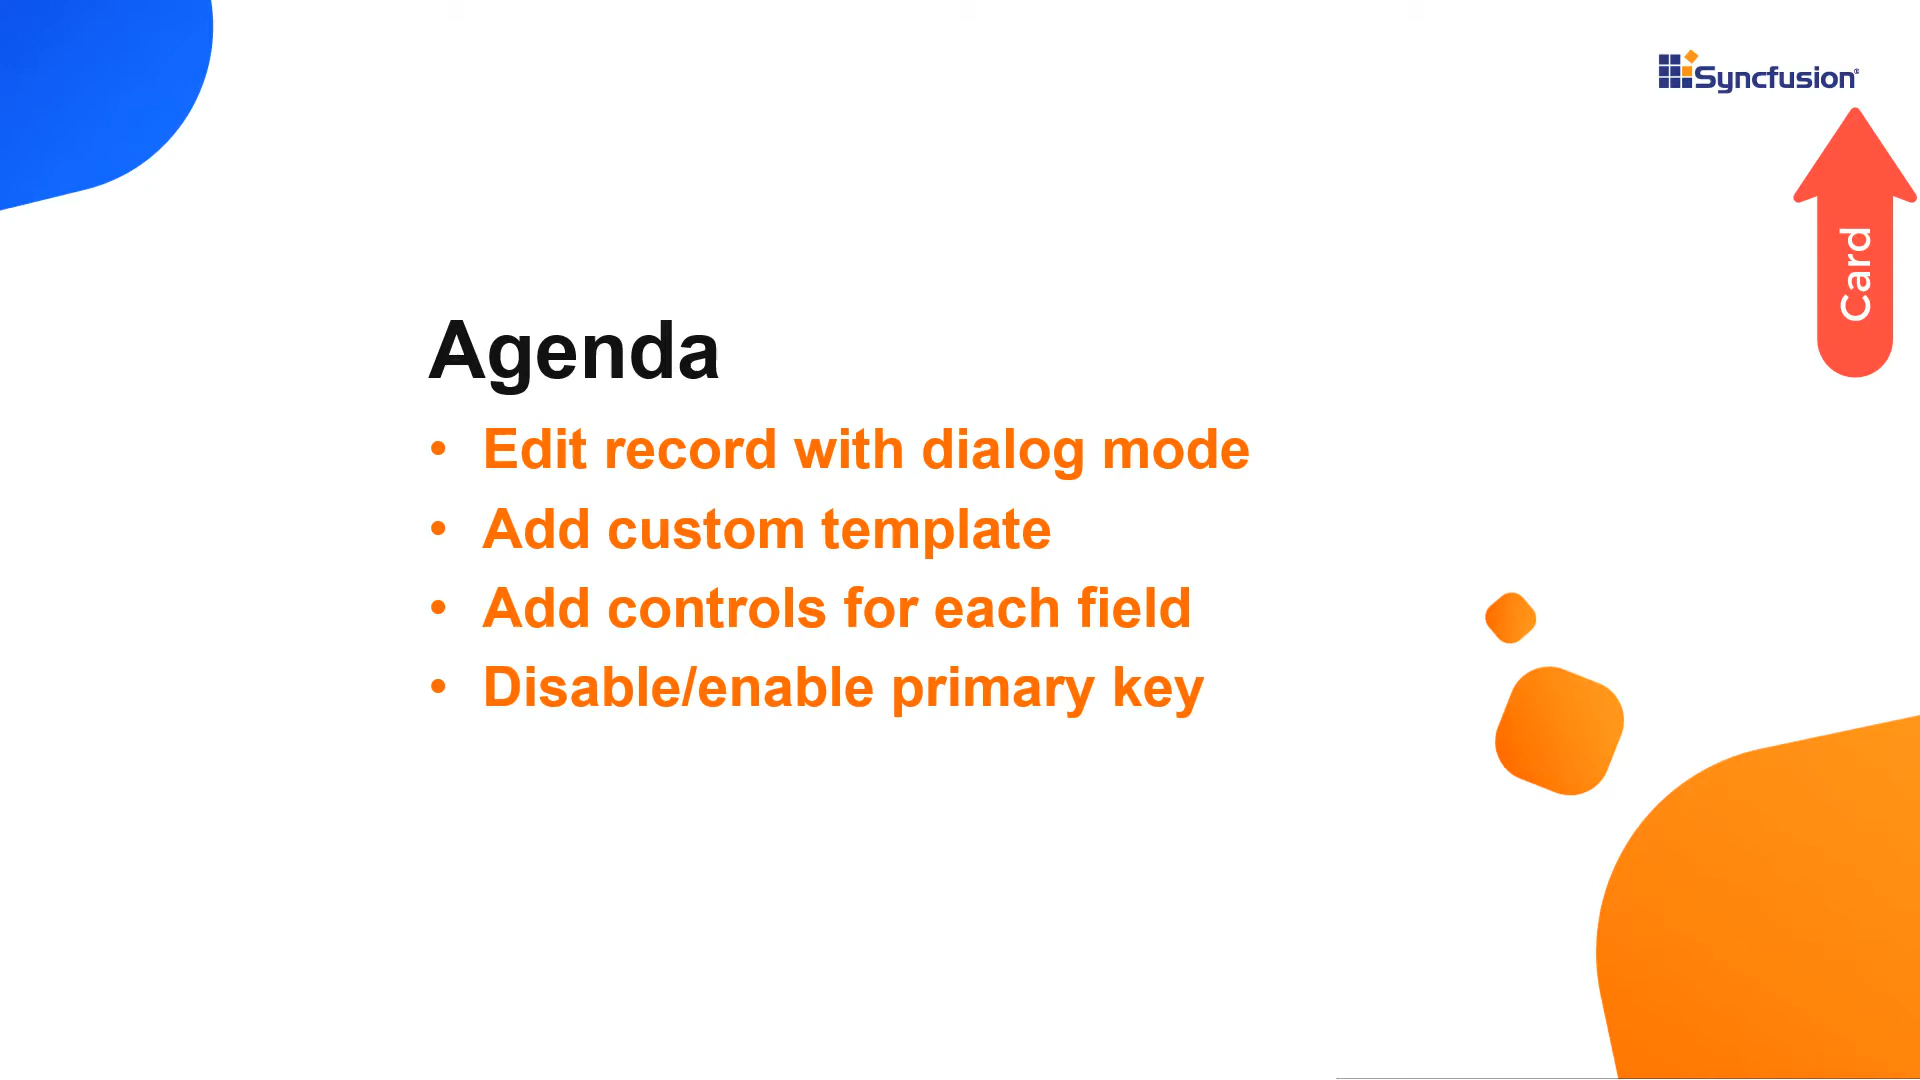 Syncfusion®
Card
Agenda
• Edit record with dialog mode
• Add custom template
• Add controls for each field
• Disable/enable primary key